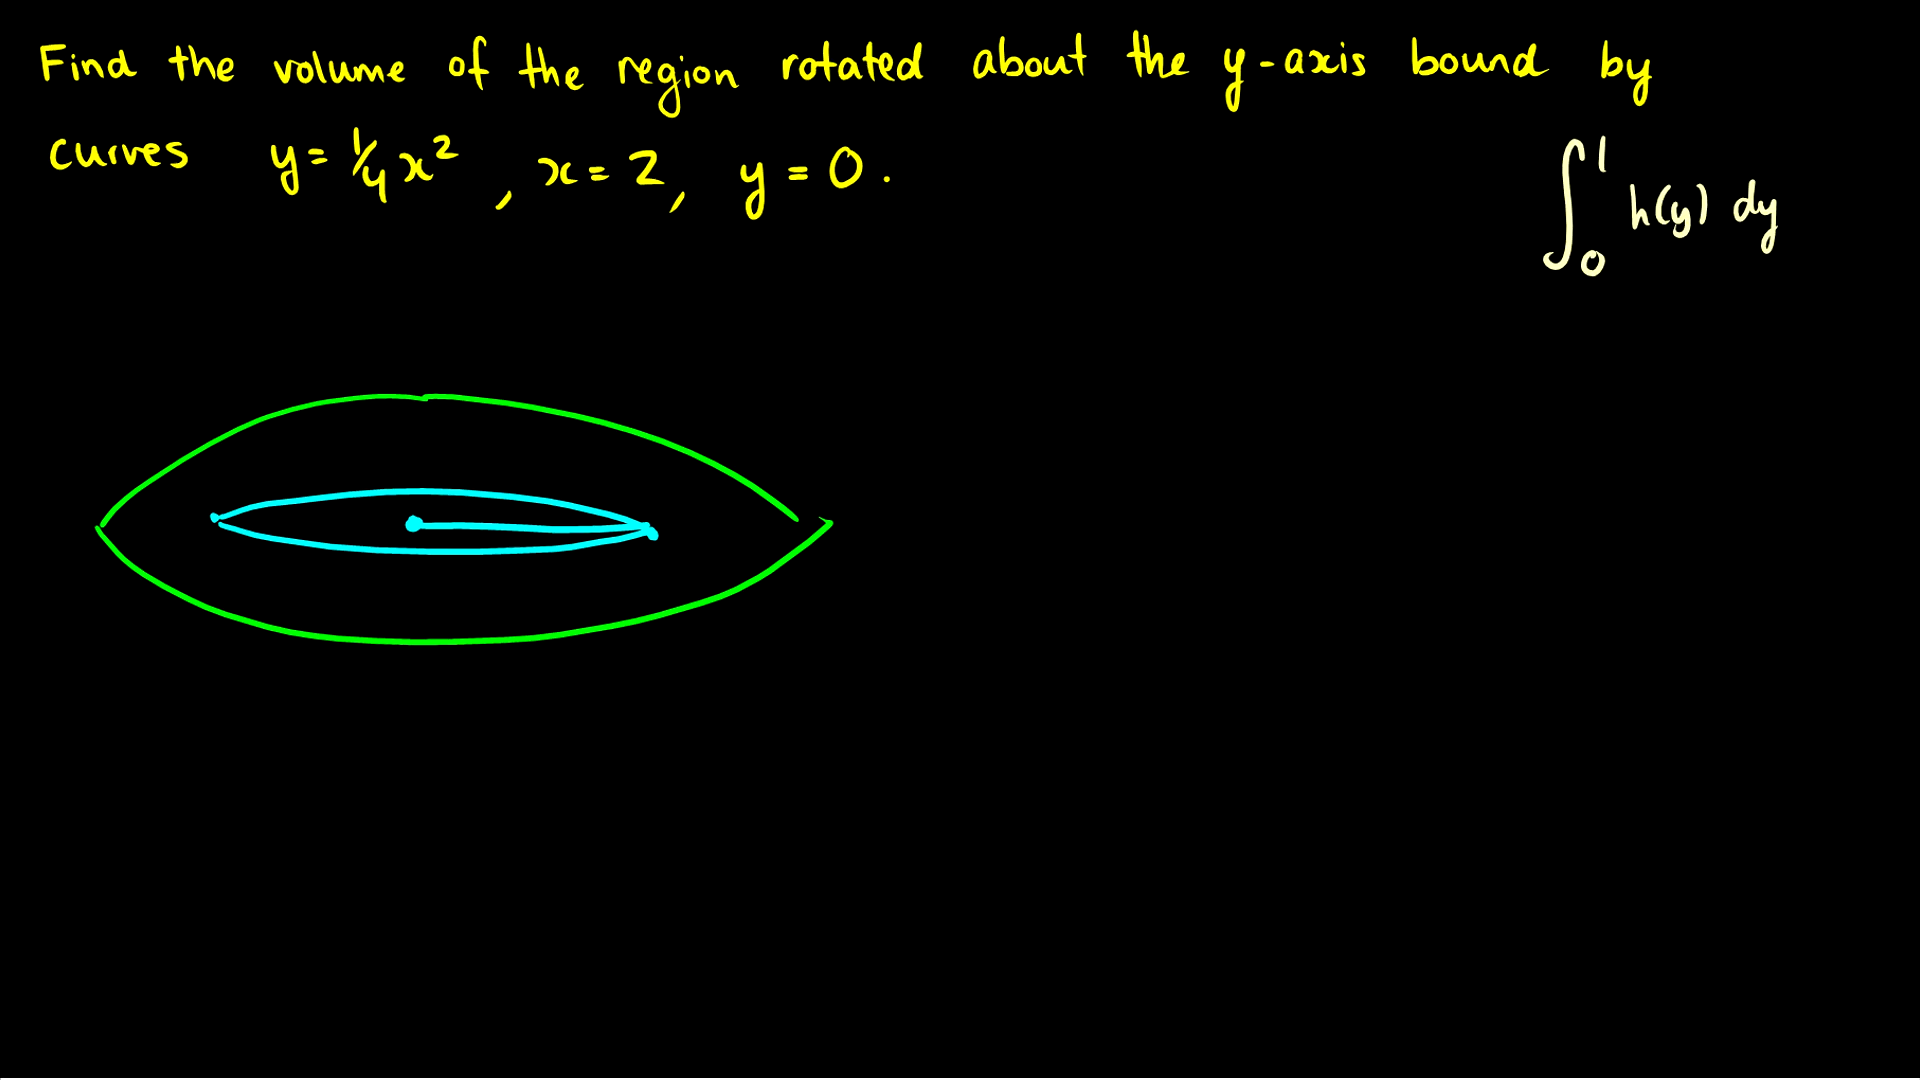 Find the volume of the region rotated about the y-axis bound by
curves y = 1/4 x², x = 2, y = 0.
∫₀¹ h(y) dy